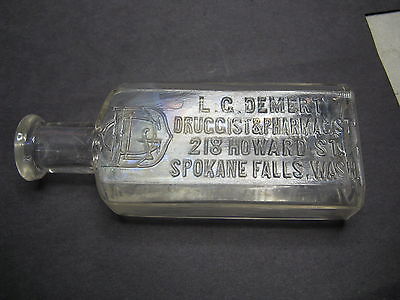 L. G. DEMERT
DRUGGIST & PHARMACIST
218 HOWARD ST.
SPOKANE FALLS, WASH.